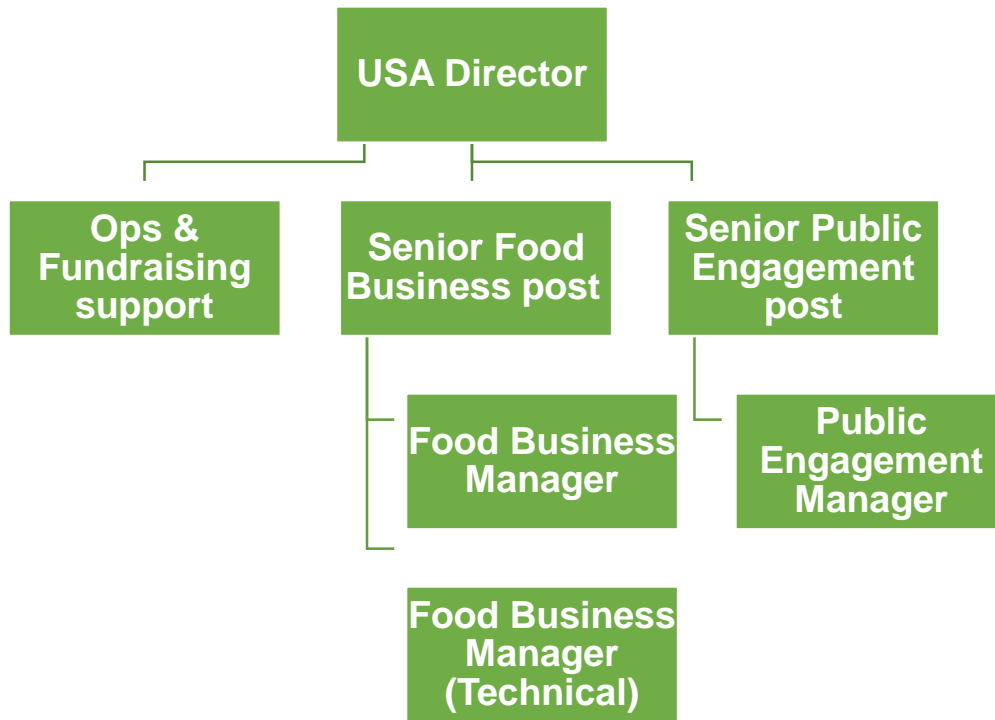 USA Director
Ops &
Fundraising
support
Senior Food
Business post
Senior Public
Engagement
post
Food Business
Manager
Public
Engagement
Manager
Food Business
Manager
(Technical)